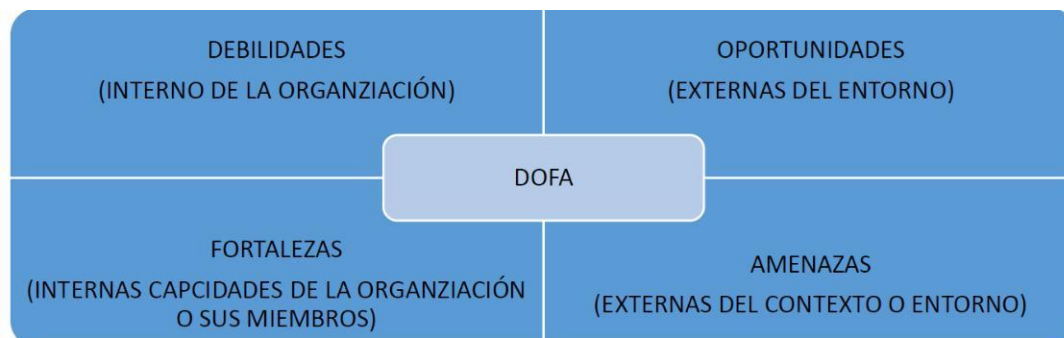 DEBILIDADES
(INTERNO DE LA ORGANZIACIÓN)
OPORTUNIDADES
(EXTERNAS DEL ENTORNO)
DOFA
FORTALEZAS
(INTERNAS CAPCIDADES DE LA ORGANZIACIÓN
O SUS MIEMBROS)
AMENAZAS
(EXTERNAS DEL CONTEXTO O ENTORNO)